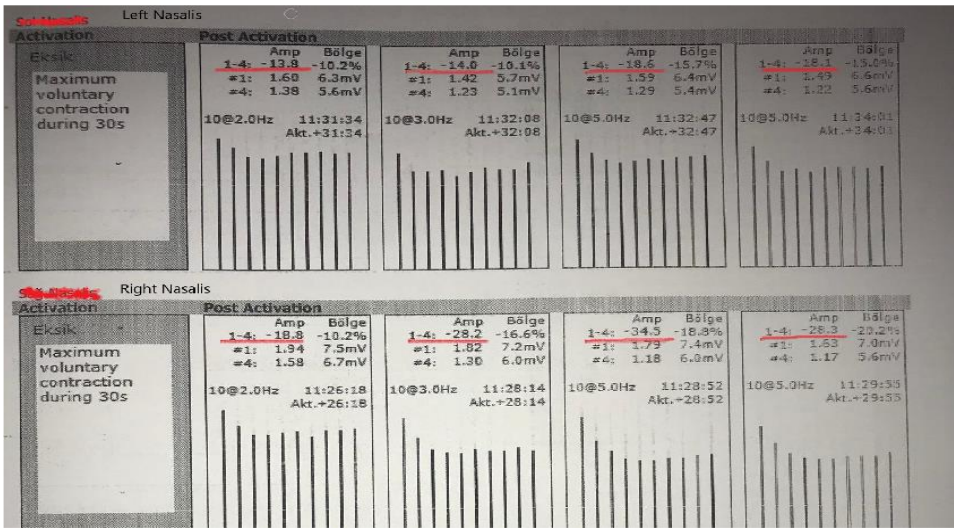 Left Nasalis
Activation
Post Activation
Eksik
Maximum
voluntary
contraction
during 30s
Amp Bölge
1-4: -13.8 -10.2%
#1: 1.60 6.3mV
#4: 1.38 5.6mV
10@2.0Hz 11:31:34
Akt.+31:34
Amp Bölge
1-4: -14.0 -10.1%
#1: 1.42 5.7mV
#4: 1.23 5.1mV
10@3.0Hz 11:32:08
Akt.+32:08
Amp Bölge
1-4: -18.6 -15.7%
#1: 1.59 6.4mV
#4: 1.29 5.4mV
10@5.0Hz 11:32:47
Akt.+32:47
Amp Bölge
1-4: -18.1 -15.0%
#1: 1.49 6.6mV
#4: 1.22 5.6mV
10@5.0Hz 11:34:01
Akt.+34:01
Right Nasalis
Activation
Post Activation
Eksik
Maximum
voluntary
contraction
during 30s
Amp Bölge
1-4: -18.8 -10.2%
#1: 1.94 7.5mV
#4: 1.58 6.7mV
10@2.0Hz 11:26:18
Akt.+26:18
Amp Bölge
1-4: -28.2 -16.6%
#1: 1.82 7.2mV
#4: 1.30 6.0mV
10@3.0Hz 11:28:14
Akt.+28:14
Amp Bölge
1-4: -34.5 -18.8%
#1: 1.79 7.4mV
#4: 1.18 6.0mV
10@5.0Hz 11:28:52
Akt.+28:52
Amp Bölge
1-4: -28.3 -20.2%
#1: 1.63 7.0mV
#4: 1.17 5.6mV
10@5.0Hz 11:29:55
Akt.+29:55